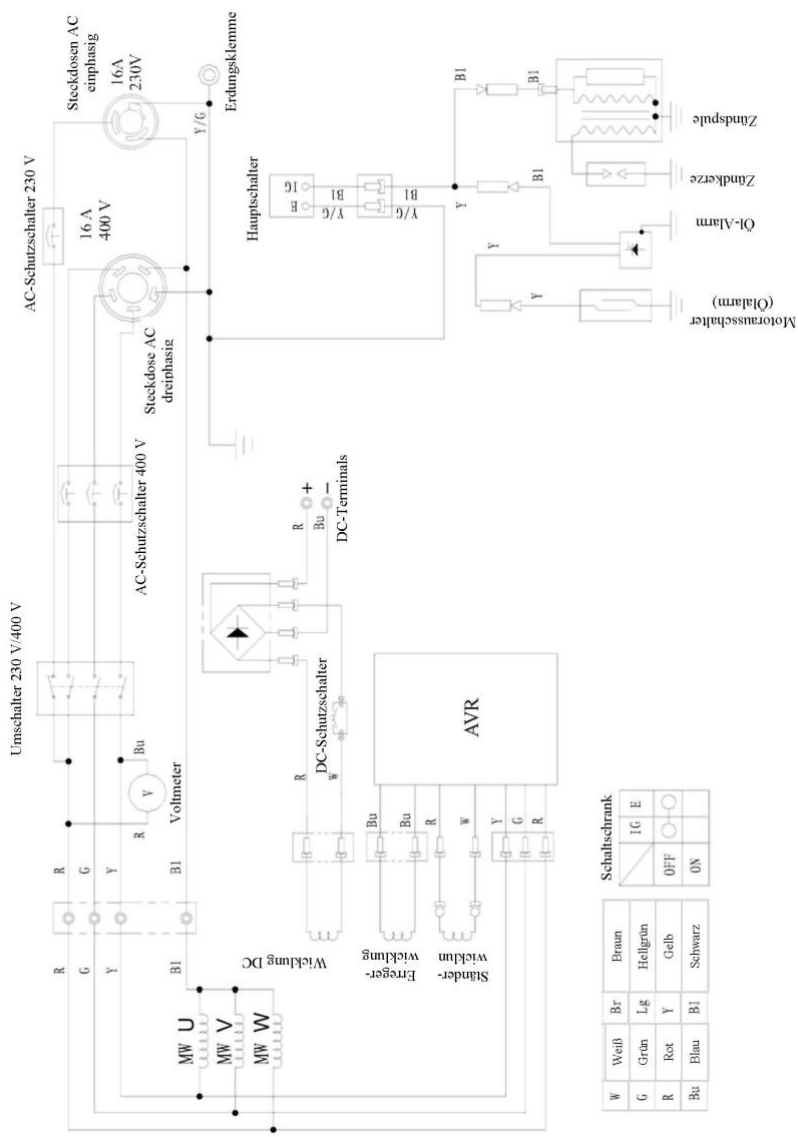 Umschalter 230 V/400 V
AC-Schutzschalter 400 V
AC-Schutzschalter 230 V
Steckdosen AC
einphasig
16A
230V
16 A
400 V
Steckdose AC
dreiphasig
Erdungsklemme
Y/G
R
G
Y
B1
R
G
Y
B1
R
Bu
V
Voltmeter
MW U
MW V
MW W
Hauptschalter
IG
E
B1
Y/G
B1
Y/G
B1
B1
Y
B1
Y
Y
Zündspule
Zündkerze
Öl-Alarm
Motorausschalter
(Ölalarm)
R
Bu
+
−
DC-Terminals
DC-Schutzschalter
R
W
Wicklung DC
Erreger-
wicklung
Ständer-
wicklun
Bu
Bu
R
W
Y
G
R
AVR
Schaltschrank
IG E
OFF
ON
W Weiß Br Braun
G Grün Lg Hellgrün
R Rot Y Gelb
Bu Blau B1 Schwarz